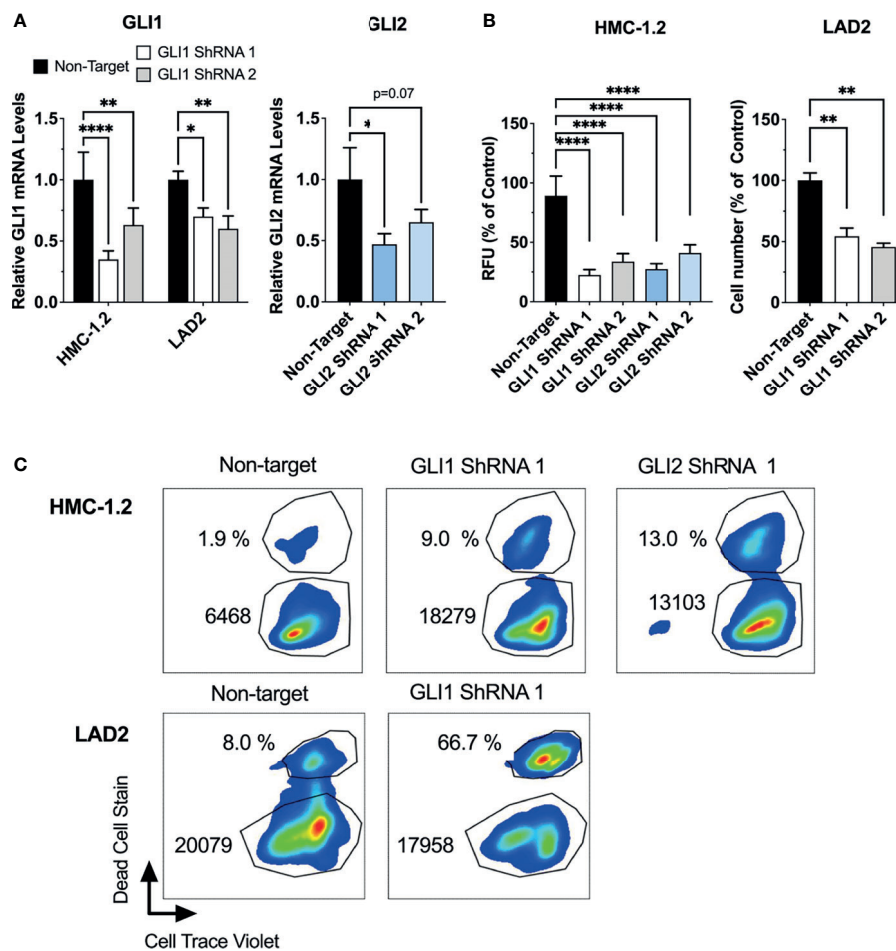 A
GLI1
Non-Target
GLI1 ShRNA 1
GLI1 ShRNA 2
Relative GLI1 mRNA Levels
1.5
1.0
0.5
0.0
****
**
*
**
HMC-1.2
LAD2
GLI2
Relative GLI2 mRNA Levels
1.5
1.0
0.5
0.0
p=0.07
*
Non-Target
GLI2 ShRNA 1
GLI2 ShRNA 2
B
HMC-1.2
RFU (% of Control)
150
100
50
0
****
****
****
****
Non-Target
GLI1 ShRNA 1
GLI1 ShRNA 2
GLI2 ShRNA 1
GLI2 ShRNA 2
LAD2
Cell number (% of Control)
150
100
50
0
**
**
Non-Target
GLI1 ShRNA 1
GLI1 ShRNA 2
C
Non-target
GLI1 ShRNA 1
GLI2 ShRNA 1
HMC-1.2
1.9 %
9.0 %
13.0 %
6468
18279
13103
Non-target
GLI1 ShRNA 1
LAD2
8.0 %
66.7 %
20079
17958
Dead Cell Stain
Cell Trace Violet